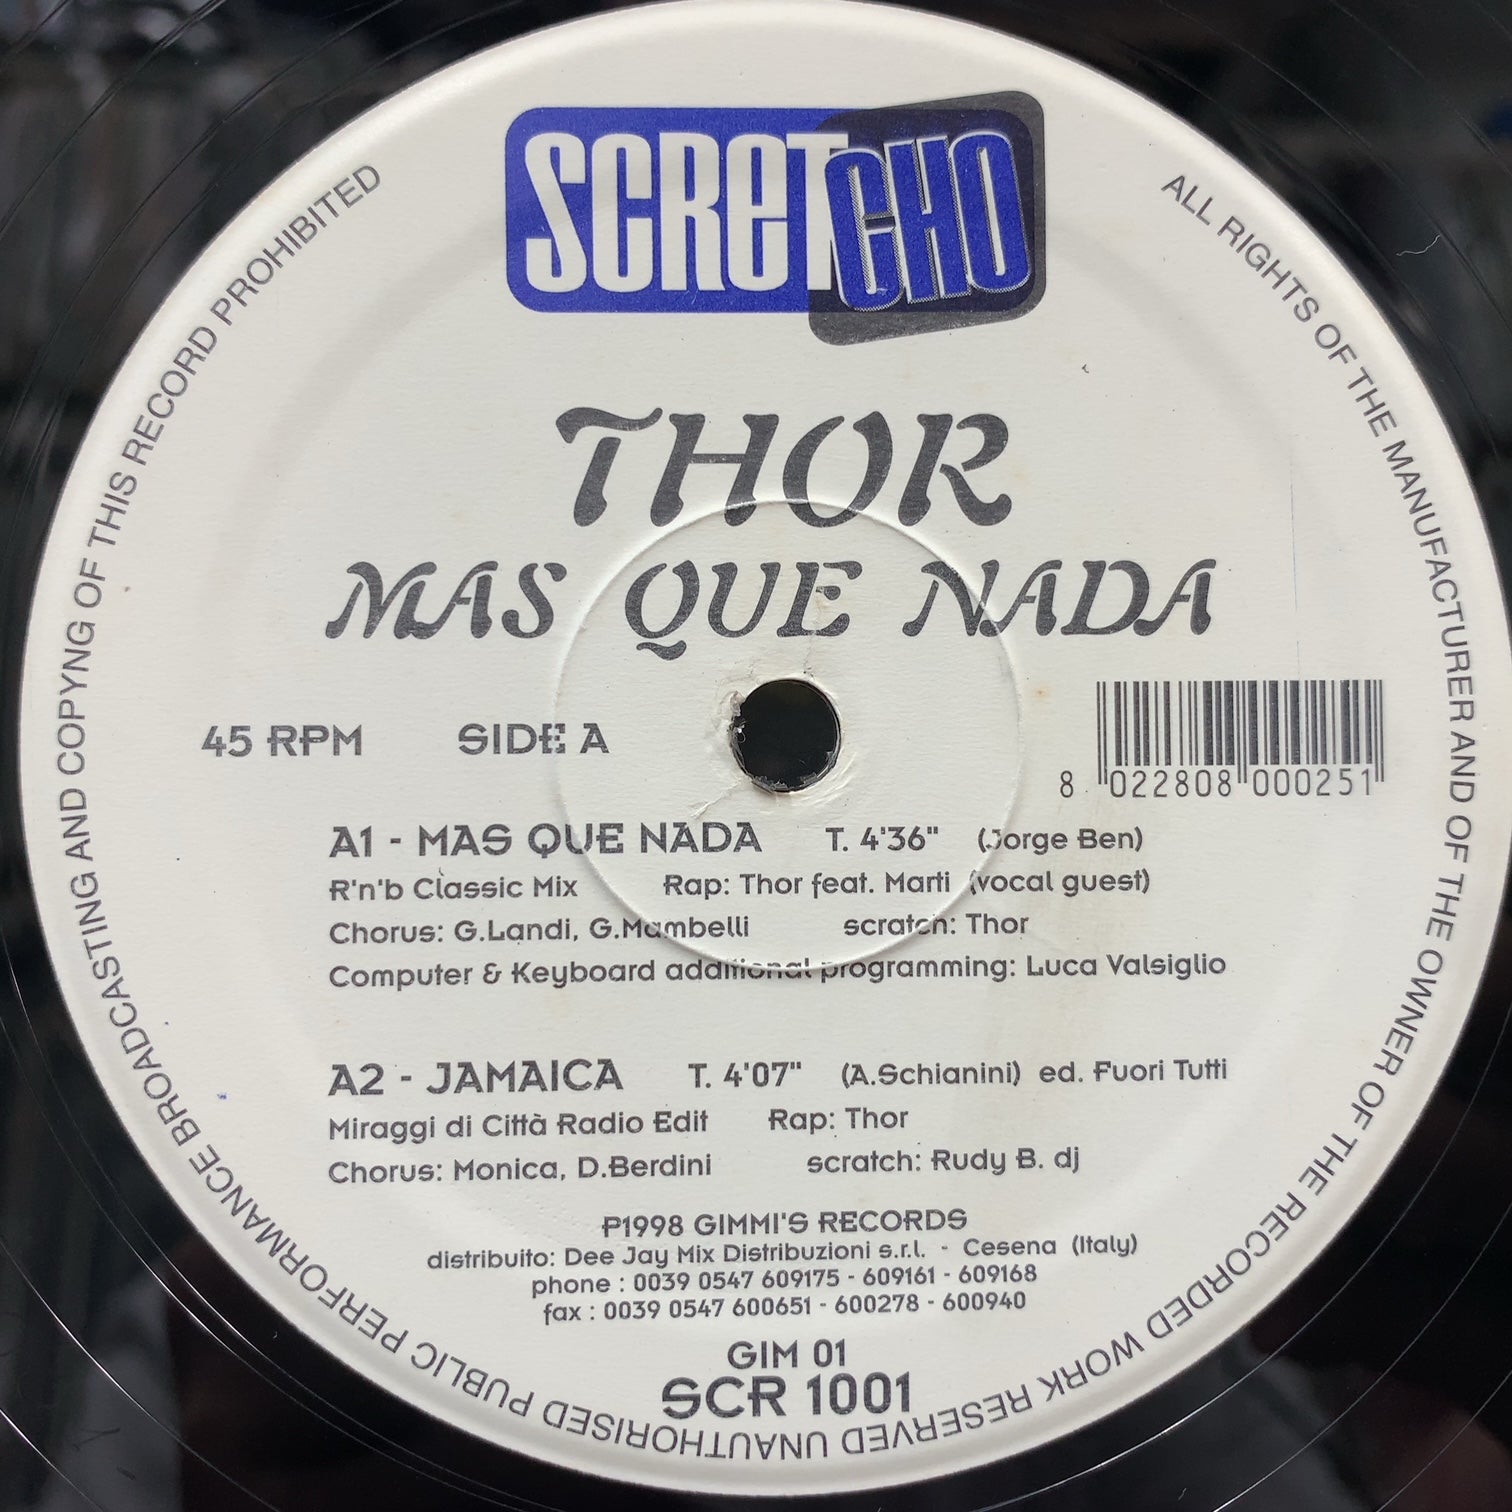 SCRETCHO
THOR
MAS QUE NADA
45 RPM SIDE A
8 022808 000251
A1 - MAS QUE NADA T. 4'36" (Jorge Ben)
R'n'b Classic Mix Rap: Thor feat. Marti (vocal guest)
Chorus: G.Landi, G.Mambelli scratch: Thor
Computer & Keyboard additional programming: Luca Valsiglio
A2 - JAMAICA T. 4'07" (A.Schianini) ed. Fuori Tutti
Miraggi di Città Radio Edit Rap: Thor
Chorus: Monica, D.Berdini scratch: Rudy B. dj
P1998 GIMMI'S RECORDS
distribuito: Dee Jay Mix Distribuzioni s.r.l. - Cesena (Italy)
phone : 0039 0547 609175 - 609161 - 609168
fax : 0039 0547 600651 - 600278 - 600940
GIM 01
SCR 1001
ALL RIGHTS OF THE MANUFACTURER AND OF THE OWNER OF THE RECORDED WORK RESERVED UNAUTHORISED PUBLIC PERFORMANCE BROADCASTING AND COPYNG OF THIS RECORD PROHIBITED